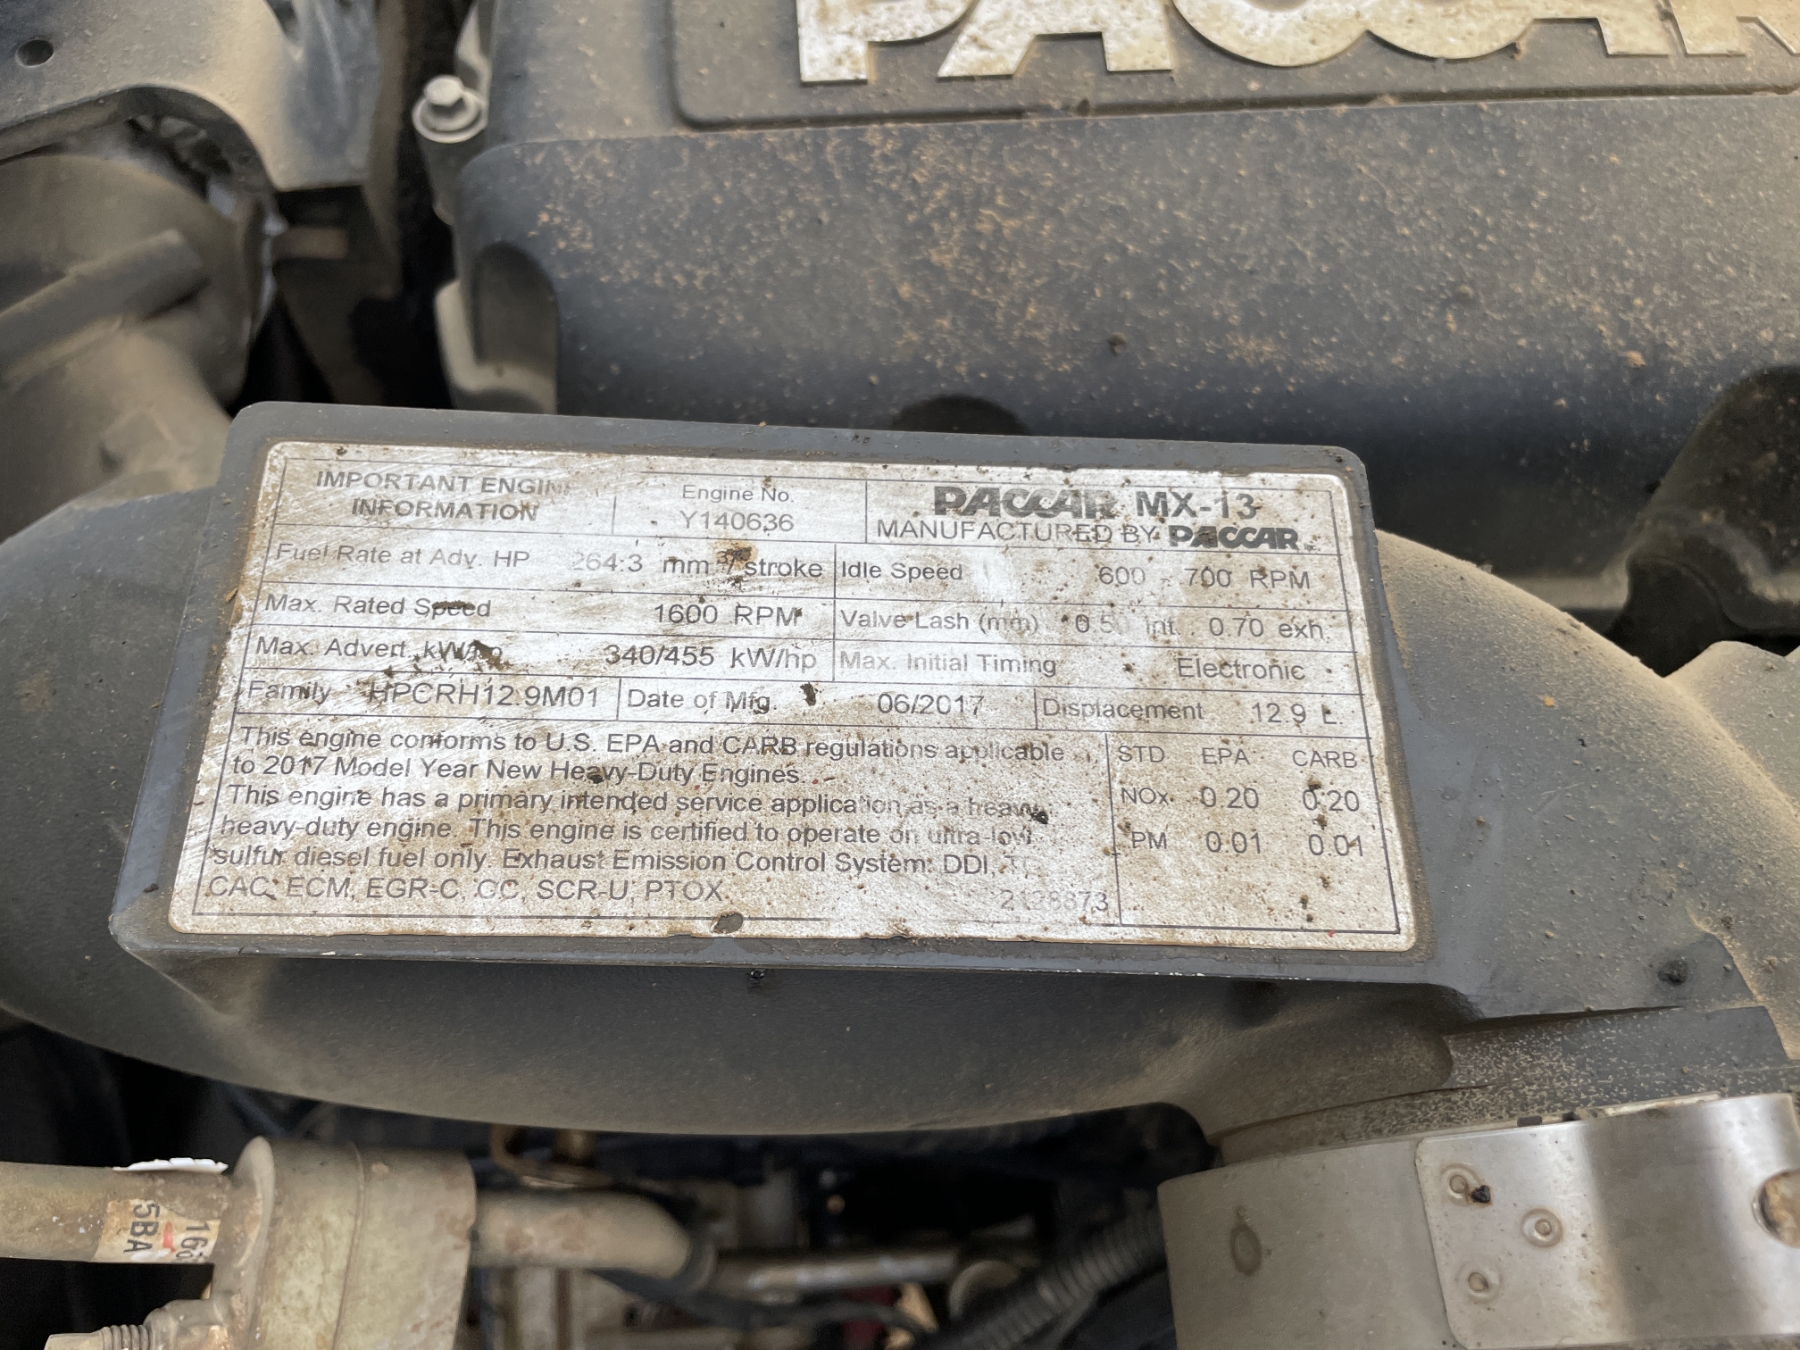 PACCAR
IMPORTANT ENGINE
INFORMATION
Engine No.
Y140636
PACCAR MX-13
MANUFACTURED BY PACCAR
Fuel Rate at Adv. HP 264.3 mm³/ stroke
Idle Speed 600 - 700 RPM
Max. Rated Speed 1600 RPM
Valve Lash (mm) 0.50 int. 0.70 exh.
Max. Advert. kW/hp 340/455 kW/hp
Max. Initial Timing Electronic
Family HPCRH12.9M01
Date of Mfg. 06/2017
Displacement 12.9 L.
This engine conforms to U.S. EPA and CARB regulations applicable
to 2017 Model Year New Heavy-Duty Engines.
This engine has a primary intended service application as a heavy
heavy-duty engine. This engine is certified to operate on ultra-low
sulfur diesel fuel only. Exhaust Emission Control System: DDI,
CAC, ECM, EGR-C, OC, SCR-U, PTOX.
STD EPA CARB
NOx 0.20 0.20
PM 0.01 0.01
5BA